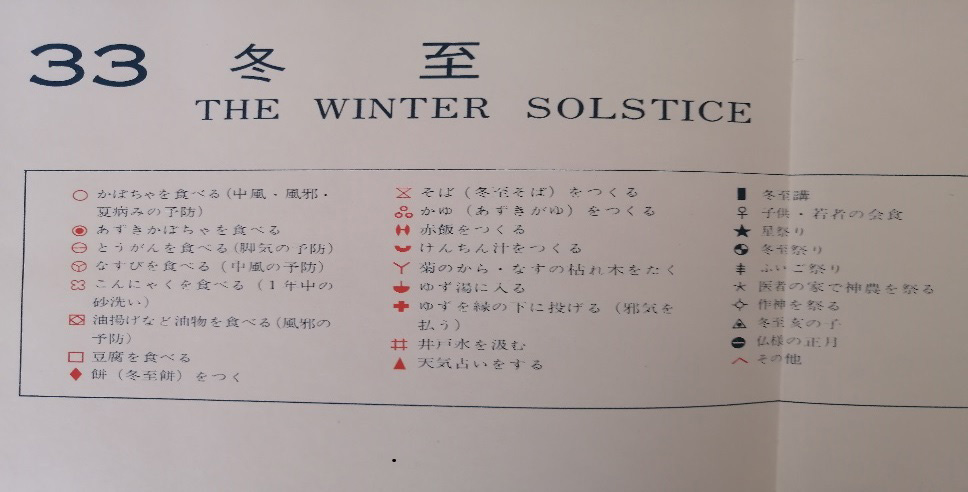 33 冬至
THE WINTER SOLSTICE
かぼちゃを食べる(中風・風邪・
夏病みの予防)
あずきかぼちゃを食べる
とうがんを食べる(脚気の予防)
なすびを食べる(中風の予防)
こんにゃくを食べる(1年中の
砂洗い)
油揚げなど油物を食べる(風邪の
予防)
豆腐を食べる
餅(冬至餅)をつく
そば(冬至そば)をつくる
かゆ(あずきがゆ)をつくる
赤飯をつくる
けんちん汁をつくる
菊のから・なすの枯れ木をたく
ゆず湯に入る
ゆずを縁の下に投げる(邪気を
払う)
井戸水を汲む
天気占いをする
冬至講
子供・若者の会食
星祭り
冬至祭り
ふいご祭り
医者の家で神農を祭る
作神を祭る
冬至亥の子
仏様の正月
その他